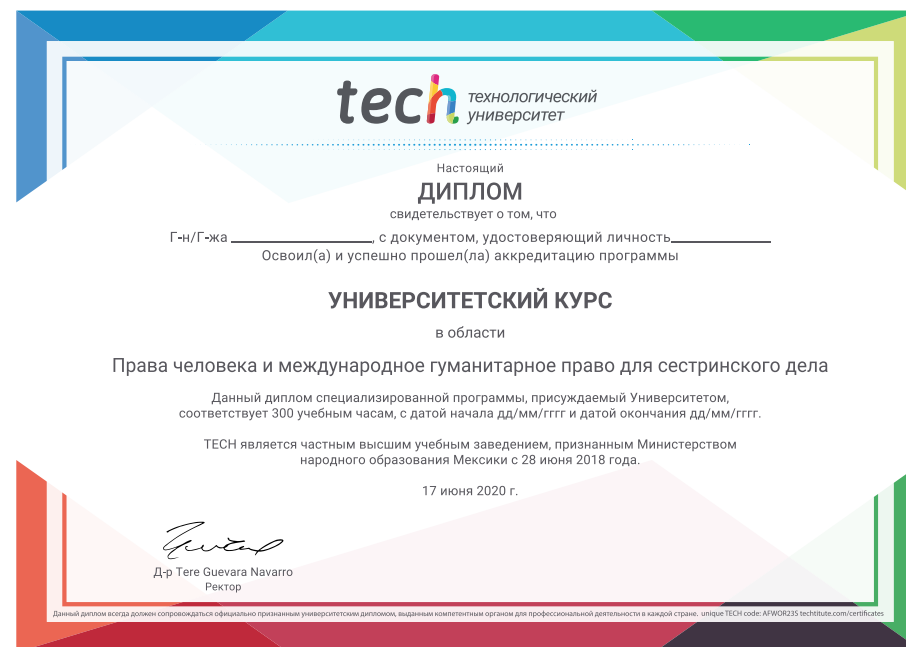 tech технологический
университет
Настоящий
ДИПЛОМ
свидетельствует о том, что
Г-н/Г-жа ____________________, с документом, удостоверяющий личность______________
Освоил(а) и успешно прошел(ла) аккредитацию программы
УНИВЕРСИТЕТСКИЙ КУРС
в области
Права человека и международное гуманитарное право для сестринского дела
Данный диплом специализированной программы, присуждаемый Университетом,
соответствует 300 учебным часам, с датой начала дд/мм/гггг и датой окончания дд/мм/гггг.
TECH является частным высшим учебным заведением, признанным Министерством
народного образования Мексики с 28 июня 2018 года.
17 июня 2020 г.
Д-р Tere Guevara Navarro
Ректор
Данный диплом всегда должен сопровождаться официально признанным университетским дипломом, выданным компетентным органом для профессиональной деятельности в каждой стране. unique TECH code: AFWOR23S techtitute.com/certificates